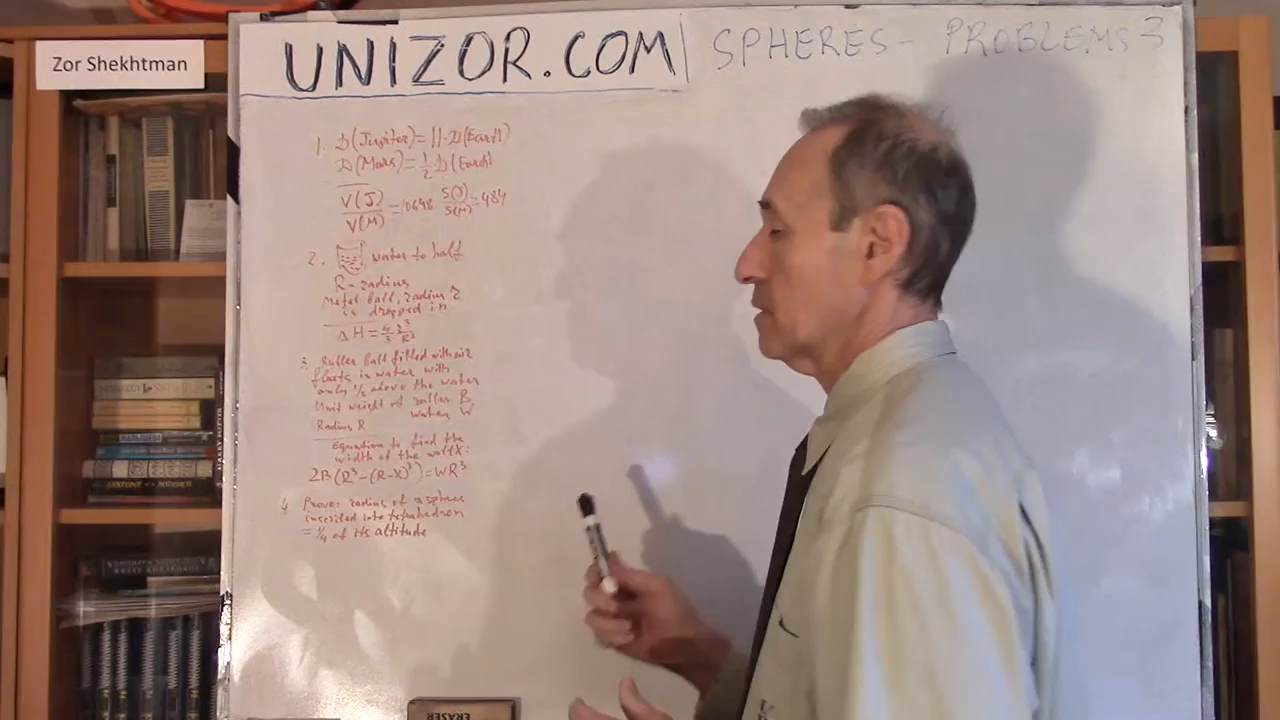 Zor Shekhtman
UNIZOR.COM
SPHERES- PROBLEMS 3
1. D(Jupiter)=11·D(Earth)
D(Mars)=1/2 D(Earth)
V(J)/V(M)=10648 S(J)/S(M)=484
2. water to half
R-radius
Metal ball, radius r
is dropped in
ΔH=4/3 r³/R²
3. Rubber ball filled with air
floats in water with
only 1/2 above the water
Unit weight of rubber B,
water W
Radius R
Equation to find the
width of the wall X:
2B(R³-(R-X)³)=WR³
4. Prove: radius of a sphere
inscribed into tetrahedron
=1/4 of its altitude
ERASER